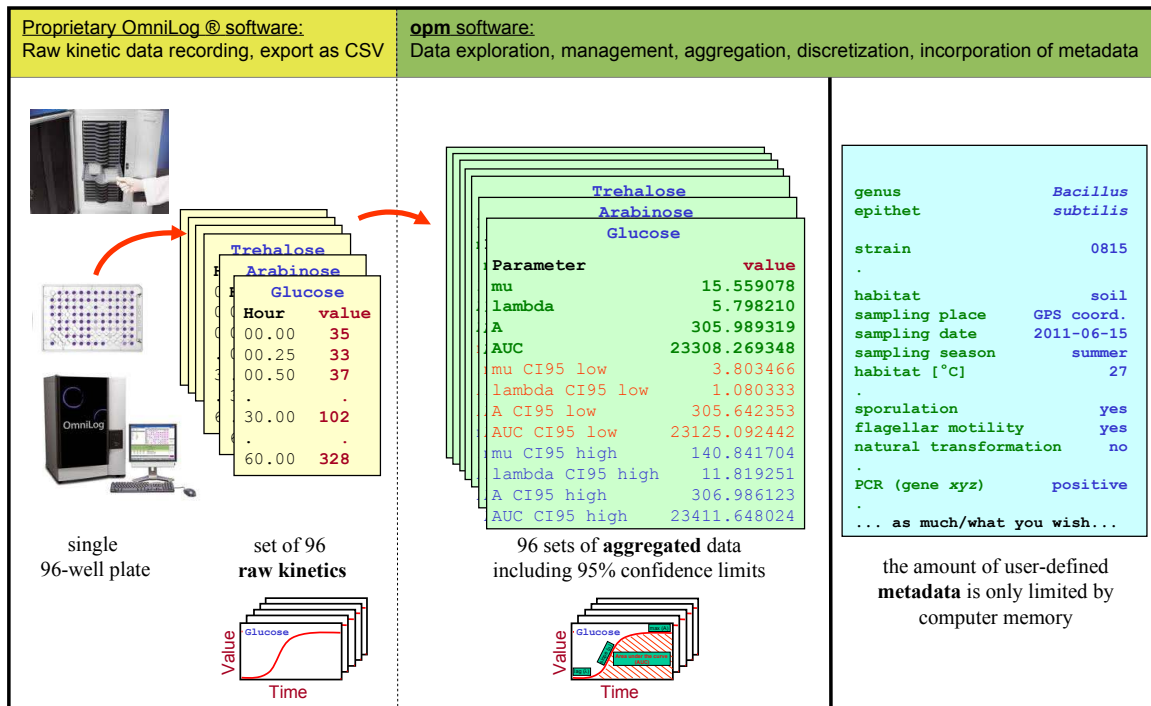 Proprietary OmniLog ® software:
Raw kinetic data recording, export as CSV
opm software:
Data exploration, management, aggregation, discretization, incorporation of metadata
OmniLog
single
96-well plate
Trehalose
Arabinose
Glucose
Hour value
00.00 35
00.25 33
00.50 37
. .
30.00 102
. .
60.00 328
set of 96
raw kinetics
Value
Glucose
Time
Trehalose
Arabinose
Glucose
Parameter value
mu 15.559078
lambda 5.798210
A 305.989319
AUC 23308.269348
mu CI95 low 3.803466
lambda CI95 low 1.080333
A CI95 low 305.642353
AUC CI95 low 23125.092442
mu CI95 high 140.841704
lambda CI95 high 11.819251
A CI95 high 306.986123
AUC CI95 high 23411.648024
96 sets of aggregated data
including 95% confidence limits
Value
Glucose
Area under the curve
(AUC)
Time
genus Bacillus
epithet subtilis
strain 0815
.
habitat soil
sampling place GPS coord.
sampling date 2011-06-15
sampling season summer
habitat [°C] 27
.
sporulation yes
flagellar motility yes
natural transformation no
.
PCR (gene xyz) positive
.
... as much/what you wish...
the amount of user-defined
metadata is only limited by
computer memory